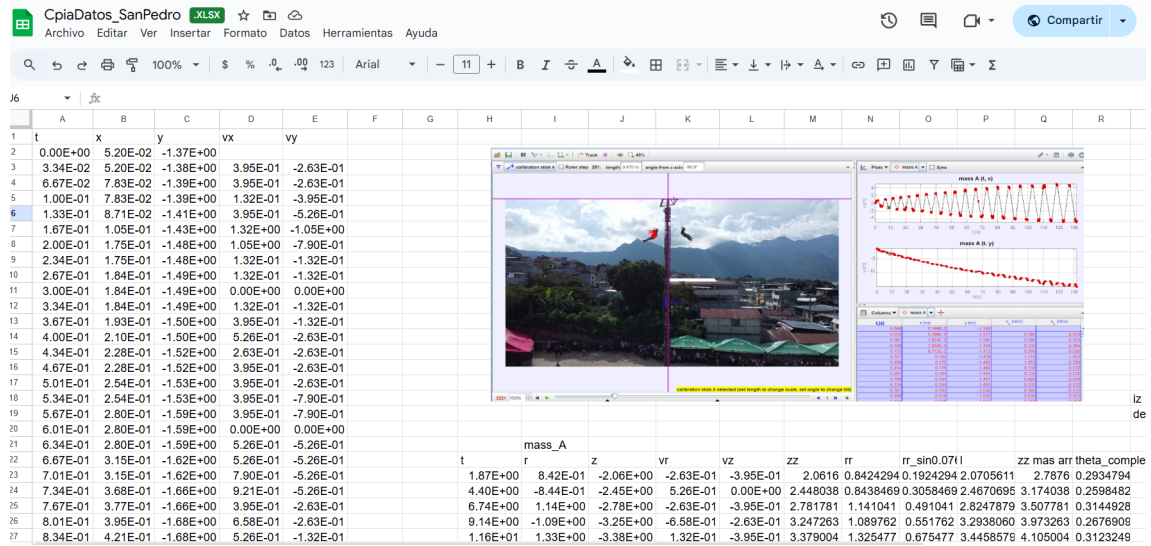 CpiaDatos_SanPedro .XLSX
Archivo Editar Ver Insertar Formato Datos Herramientas Ayuda
Compartir
100% $ % .0 .00 123 Arial 11 B I S A Σ
J6 fx
A B C D E F G H I J K L M N O P Q R
1 t x y vx vy
2 0.00E+00 5.20E-02 -1.37E+00
3 3.34E-02 5.20E-02 -1.38E+00 3.95E-01 -2.63E-01
4 6.67E-02 7.83E-02 -1.39E+00 3.95E-01 -2.63E-01
5 1.00E-01 7.83E-02 -1.39E+00 1.32E-01 -3.95E-01
6 1.33E-01 8.71E-02 -1.41E+00 3.95E-01 -5.26E-01
7 1.67E-01 1.05E-01 -1.43E+00 1.32E+00 -1.05E+00
8 2.00E-01 1.75E-01 -1.48E+00 1.05E+00 -7.90E-01
9 2.34E-01 1.75E-01 -1.48E+00 1.32E-01 -1.32E-01
10 2.67E-01 1.84E-01 -1.49E+00 1.32E-01 -1.32E-01
11 3.00E-01 1.84E-01 -1.49E+00 0.00E+00 0.00E+00
12 3.34E-01 1.84E-01 -1.49E+00 1.32E-01 -1.32E-01
13 3.67E-01 1.93E-01 -1.50E+00 3.95E-01 -1.32E-01
14 4.00E-01 2.10E-01 -1.50E+00 5.26E-01 -2.63E-01
15 4.34E-01 2.28E-01 -1.52E+00 2.63E-01 -2.63E-01
16 4.67E-01 2.28E-01 -1.52E+00 3.95E-01 -2.63E-01
17 5.01E-01 2.54E-01 -1.53E+00 3.95E-01 -2.63E-01
18 5.34E-01 2.54E-01 -1.53E+00 3.95E-01 -7.90E-01
19 5.67E-01 2.80E-01 -1.59E+00 3.95E-01 -7.90E-01
20 6.01E-01 2.80E-01 -1.59E+00 0.00E+00 0.00E+00
21 6.34E-01 2.80E-01 -1.59E+00 5.26E-01 -5.26E-01 mass_A
22 6.67E-01 3.15E-01 -1.62E+00 5.26E-01 -5.26E-01 t r z vr vz zz rr rr_sin0.076 l zz mas arr theta_comple
23 7.01E-01 3.15E-01 -1.62E+00 7.90E-01 -5.26E-01 1.87E+00 8.42E-01 -2.06E+00 -2.63E-01 -3.95E-01 2.0616 0.8424294 0.1924294 2.0705611 2.7876 0.2934794
24 7.34E-01 3.68E-01 -1.66E+00 9.21E-01 -5.26E-01 4.40E+00 -8.44E-01 -2.45E+00 5.26E-01 0.00E+00 2.448038 0.8438469 0.3058469 2.4670695 3.174038 0.2598482
25 7.67E-01 3.77E-01 -1.66E+00 3.95E-01 -2.63E-01 6.74E+00 1.14E+00 -2.78E+00 -2.63E-01 -3.95E-01 2.781781 1.141041 0.491041 2.8247879 3.507781 0.3144928
26 8.01E-01 3.95E-01 -1.68E+00 6.58E-01 -2.63E-01 9.14E+00 -1.09E+00 -3.25E+00 -6.58E-01 -2.63E-01 3.247263 1.089762 0.551762 3.2938060 3.973263 0.2676909
27 8.34E-01 4.21E-01 -1.68E+00 5.26E-01 -1.32E-01 1.16E+01 1.33E+00 -3.38E+00 1.32E-01 -3.95E-01 3.379004 1.325477 0.675477 3.4458579 4.105004 0.3123249
Track
calibration stick A Ruler step length angle from x-axis
Plots mass A Sync
mass A (t, x)
mass A (t, y)
Columns mass A
calibration stick A selected (set length to change scale, set angle to change tilt)
iz
de